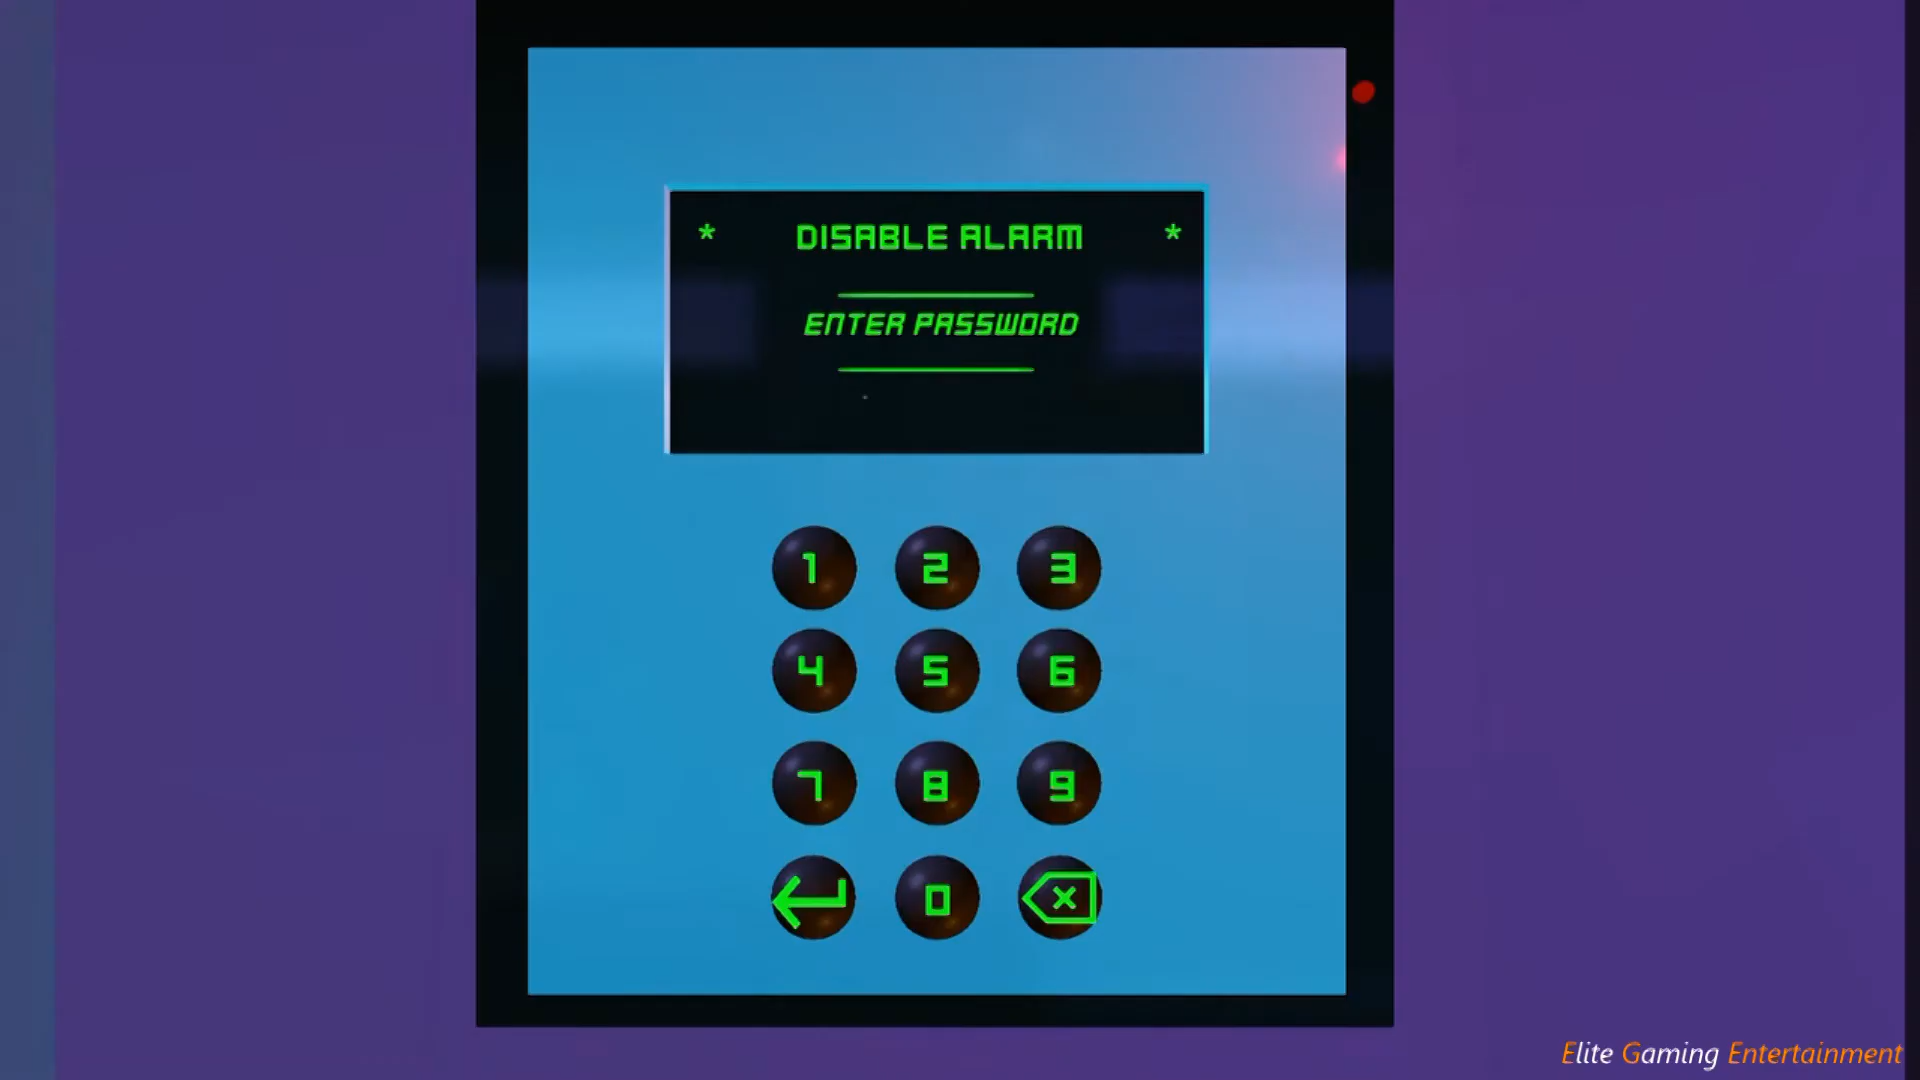 * DISABLE ALARM *
ENTER PASSWORD
1 2 3
4 5 6
7 8 9
0
Elite Gaming Entertainment